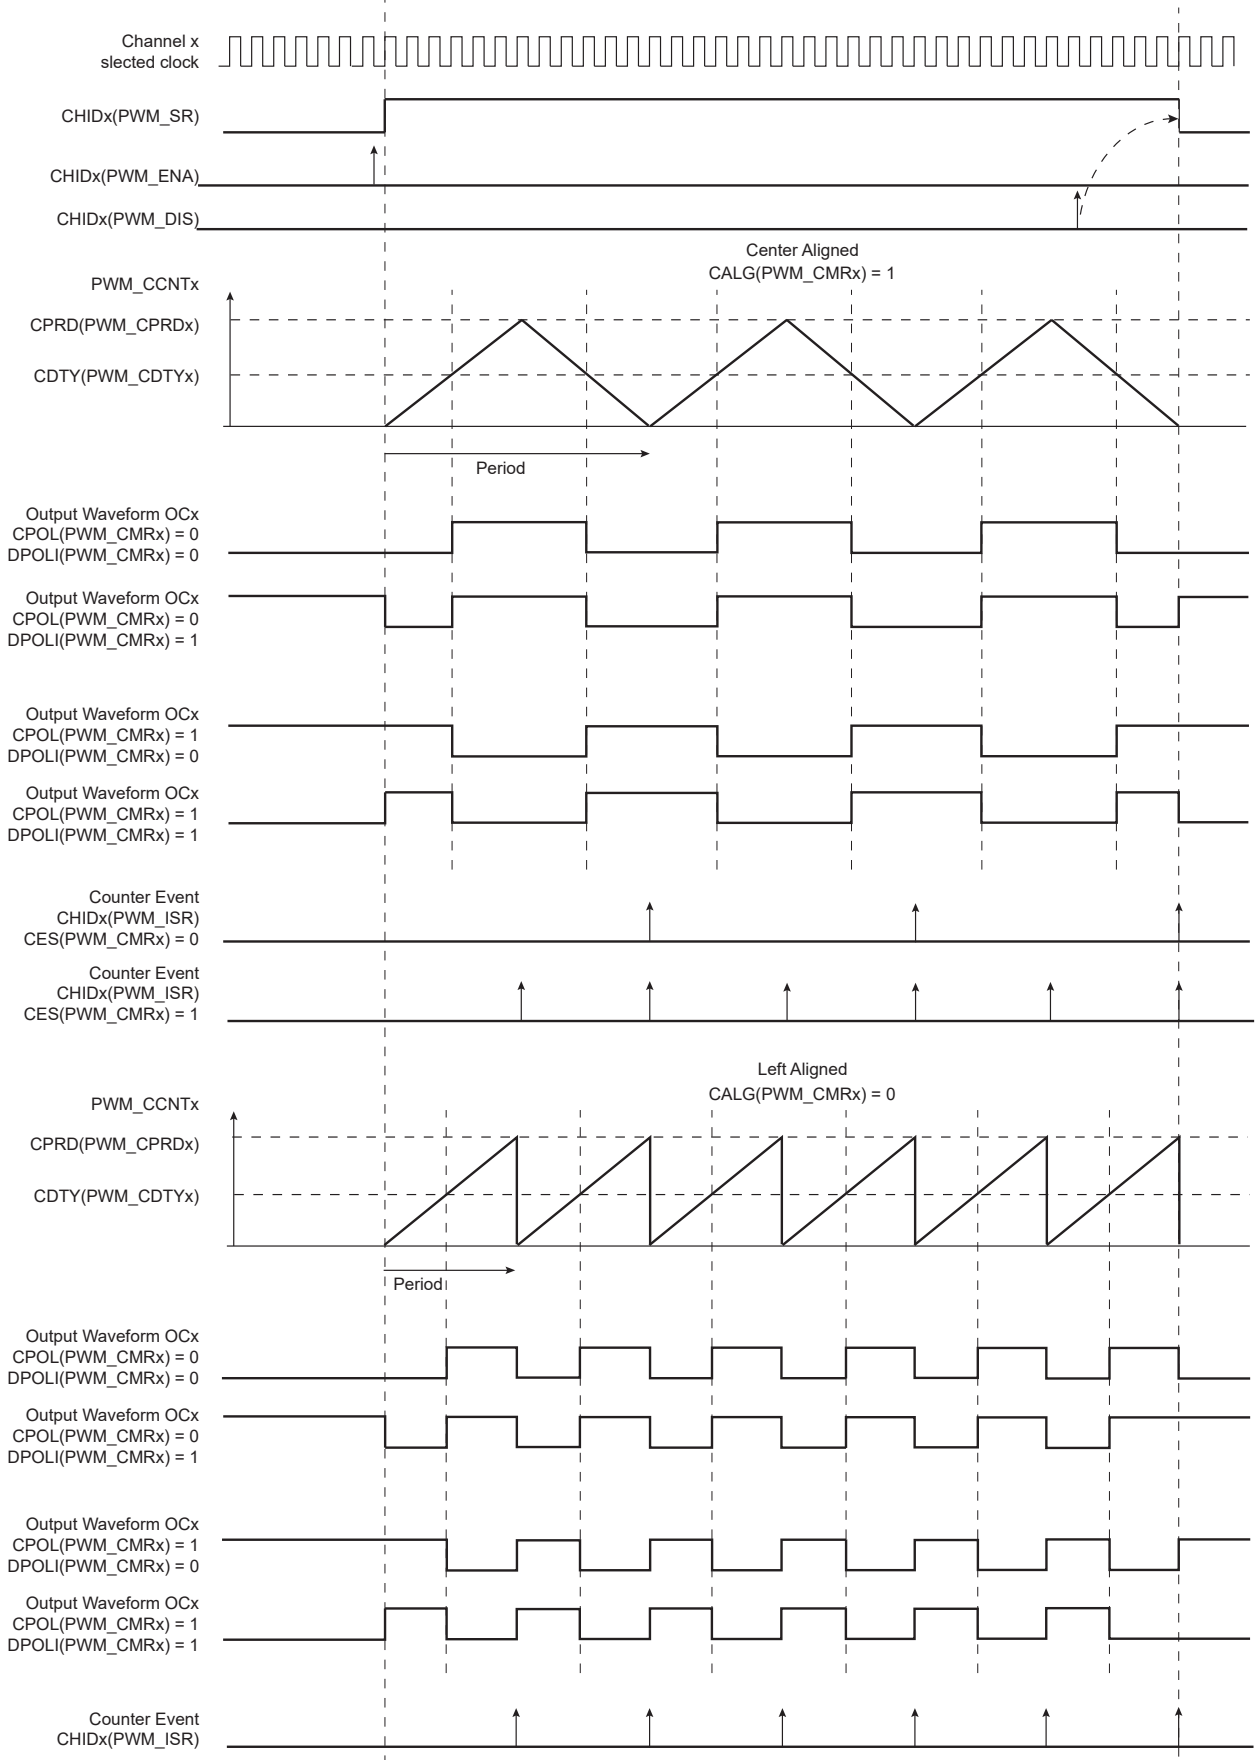 Channel x
slected clock
CHIDx(PWM_SR)
CHIDx(PWM_ENA)
CHIDx(PWM_DIS)
Center Aligned
CALG(PWM_CMRx) = 1
PWM_CCNTx
CPRD(PWM_CPRDx)
CDTY(PWM_CDTYx)
Period
Output Waveform OCx
CPOL(PWM_CMRx) = 0
DPOLI(PWM_CMRx) = 0
Output Waveform OCx
CPOL(PWM_CMRx) = 0
DPOLI(PWM_CMRx) = 1
Output Waveform OCx
CPOL(PWM_CMRx) = 1
DPOLI(PWM_CMRx) = 0
Output Waveform OCx
CPOL(PWM_CMRx) = 1
DPOLI(PWM_CMRx) = 1
Counter Event
CHIDx(PWM_ISR)
CES(PWM_CMRx) = 0
Counter Event
CHIDx(PWM_ISR)
CES(PWM_CMRx) = 1
Left Aligned
CALG(PWM_CMRx) = 0
PWM_CCNTx
CPRD(PWM_CPRDx)
CDTY(PWM_CDTYx)
Period
Output Waveform OCx
CPOL(PWM_CMRx) = 0
DPOLI(PWM_CMRx) = 0
Output Waveform OCx
CPOL(PWM_CMRx) = 0
DPOLI(PWM_CMRx) = 1
Output Waveform OCx
CPOL(PWM_CMRx) = 1
DPOLI(PWM_CMRx) = 0
Output Waveform OCx
CPOL(PWM_CMRx) = 1
DPOLI(PWM_CMRx) = 1
Counter Event
CHIDx(PWM_ISR)